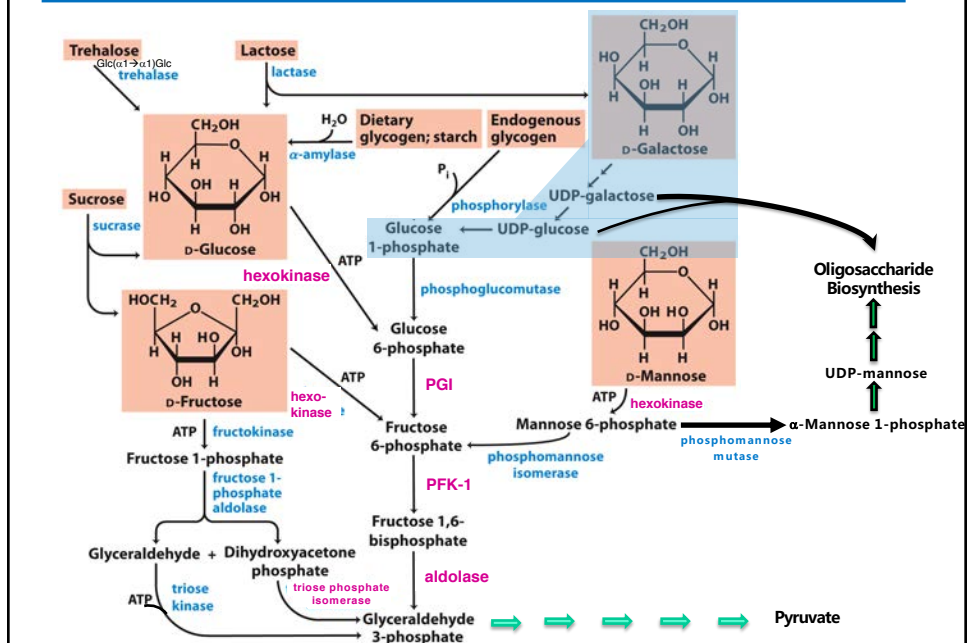 Trehalose
Glc(α1→α1)Glc
trehalase
Lactose
lactase
CH₂OH
HO
O
H
H
OH
H
H
OH
H
OH
D-Galactose
H₂O
α-amylase
Dietary
glycogen; starch
Endogenous
glycogen
Pᵢ
phosphorylase
UDP-galactose
UDP-glucose
Glucose
1-phosphate
⁶CH₂OH
O
H
H
H
OH
H
HO
OH
H
OH
D-Glucose
Sucrose
sucrase
hexokinase
ATP
phosphoglucomutase
Glucose
6-phosphate
CH₂OH
O
H
H
H
OH
HO
HO
OH
H
H
D-Mannose
ATP
hexokinase
Oligosaccharide
Biosynthesis
UDP-mannose
α-Mannose 1-phosphate
phosphomannose
mutase
Mannose 6-phosphate
phosphomannose
isomerase
HOCH₂
O
CH₂OH
H
HO
H
OH
OH
H
D-Fructose
hexo-
kinase
ATP
PGI
Fructose
6-phosphate
PFK-1
ATP
fructokinase
Fructose 1-phosphate
fructose 1-
phosphate
aldolase
Fructose 1,6-
bisphosphate
aldolase
Glyceraldehyde + Dihydroxyacetone
phosphate
ATP
triose
kinase
triose phosphate
isomerase
Glyceraldehyde
3-phosphate
Pyruvate